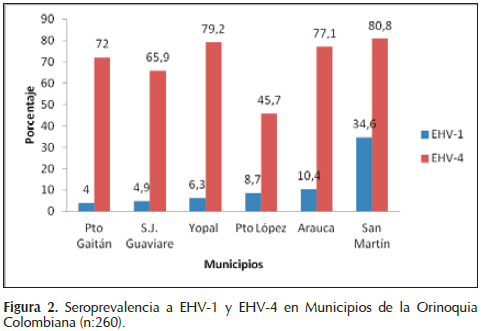 90
80
70
60
50
40
30
20
10
0
Porcentaje
72
65,9
79,2
45,7
77,1
80,8
4
4,9
6,3
8,7
10,4
34,6
EHV-1
EHV-4
Pto Gaitán
S.J. Guaviare
Yopal
Pto López
Arauca
San Martín
Municipios
Figura 2. Seroprevalencia a EHV-1 y EHV-4 en Municipios de la Orinoquia
Colombiana (n:260).